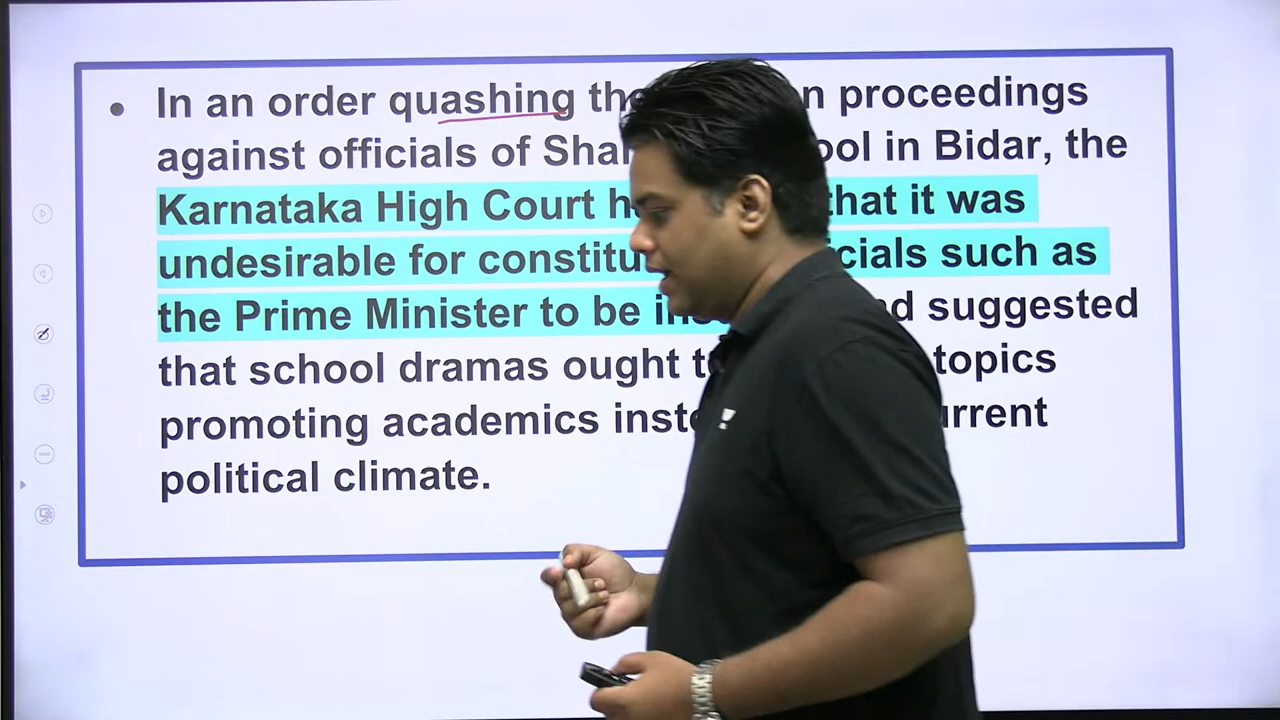 • In an order quashing the n proceedings
against officials of Sha ool in Bidar, the
Karnataka High Court h that it was
undesirable for constitu cials such as
the Prime Minister to be in d suggested
that school dramas ought t topics
promoting academics inste urrent
political climate.